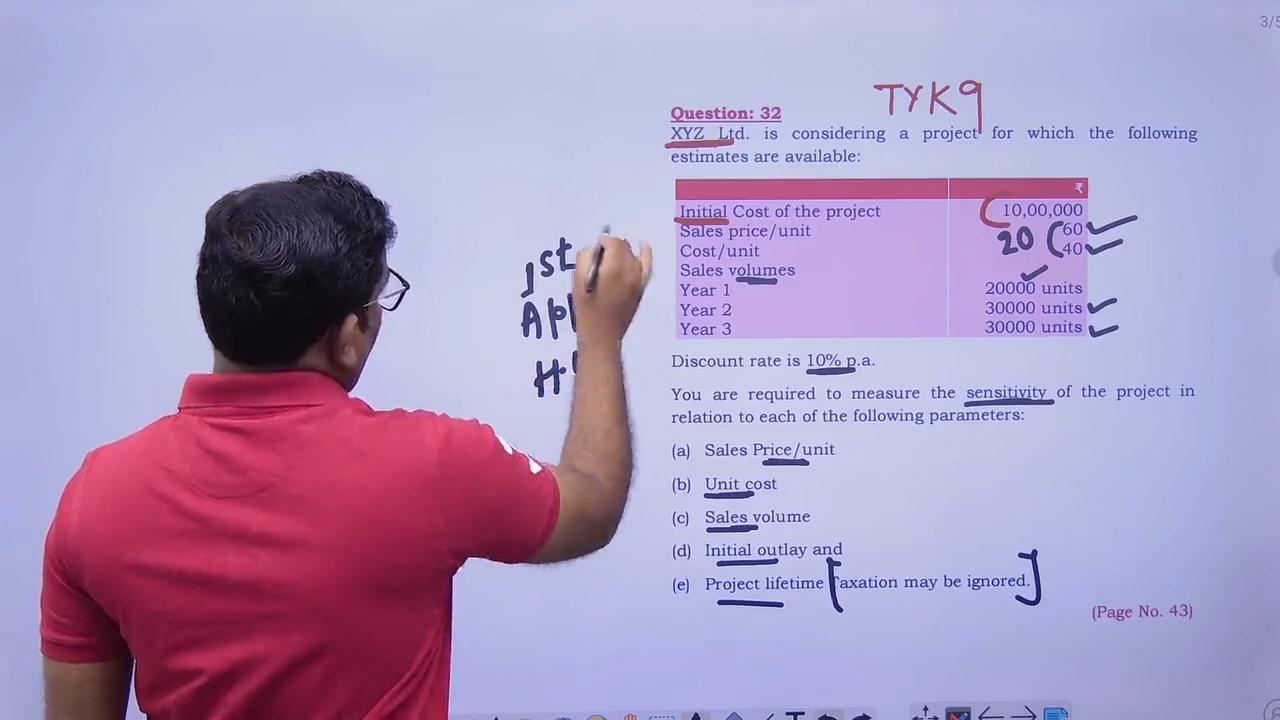 3/5
TYK9
Question: 32
XYZ Ltd. is considering a project for which the following
estimates are available:
₹
Initial Cost of the project 10,00,000
Sales price/unit 60
20
Cost/unit 40
Sales volumes
Year 1 20000 units
Year 2 30000 units
Year 3 30000 units
1st
Discount rate is 10% p.a.
You are required to measure the sensitivity of the project in
relation to each of the following parameters:
(a) Sales Price/unit
(b) Unit cost
(c) Sales volume
(d) Initial outlay and
(e) Project lifetime [Taxation may be ignored.]
(Page No. 43)